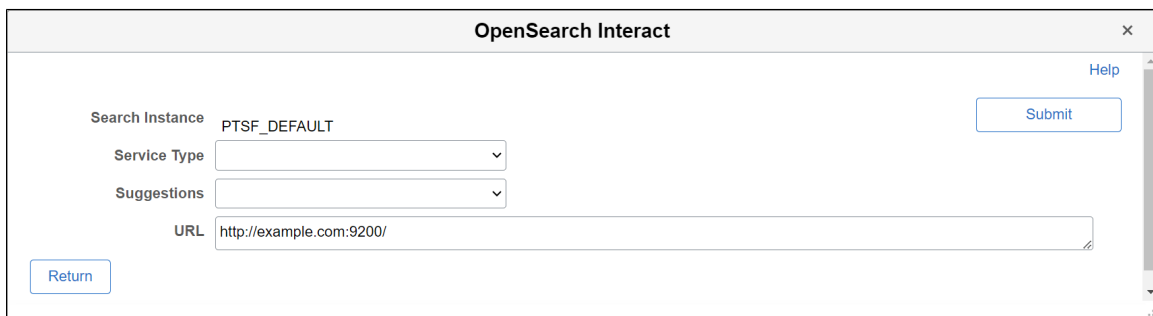 OpenSearch Interact
×
Help
Search Instance PTSF_DEFAULT
Submit
Service Type
Suggestions
URL http://example.com:9200/
Return